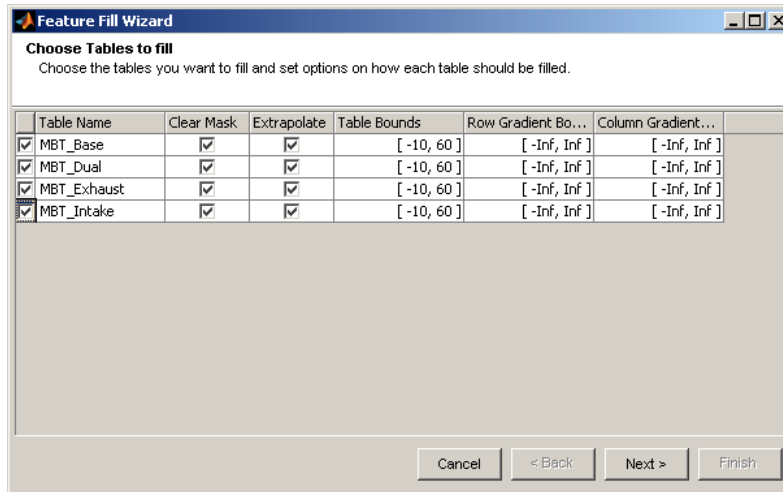 Feature Fill Wizard
Choose Tables to fill
Choose the tables you want to fill and set options on how each table should be filled.
Table Name Clear Mask Extrapolate Table Bounds Row Gradient Bo... Column Gradient...
MBT_Base [ -10, 60 ] [ -Inf, Inf ] [ -Inf, Inf ]
MBT_Dual [ -10, 60 ] [ -Inf, Inf ] [ -Inf, Inf ]
MBT_Exhaust [ -10, 60 ] [ -Inf, Inf ] [ -Inf, Inf ]
MBT_Intake [ -10, 60 ] [ -Inf, Inf ] [ -Inf, Inf ]
Cancel < Back Next > Finish